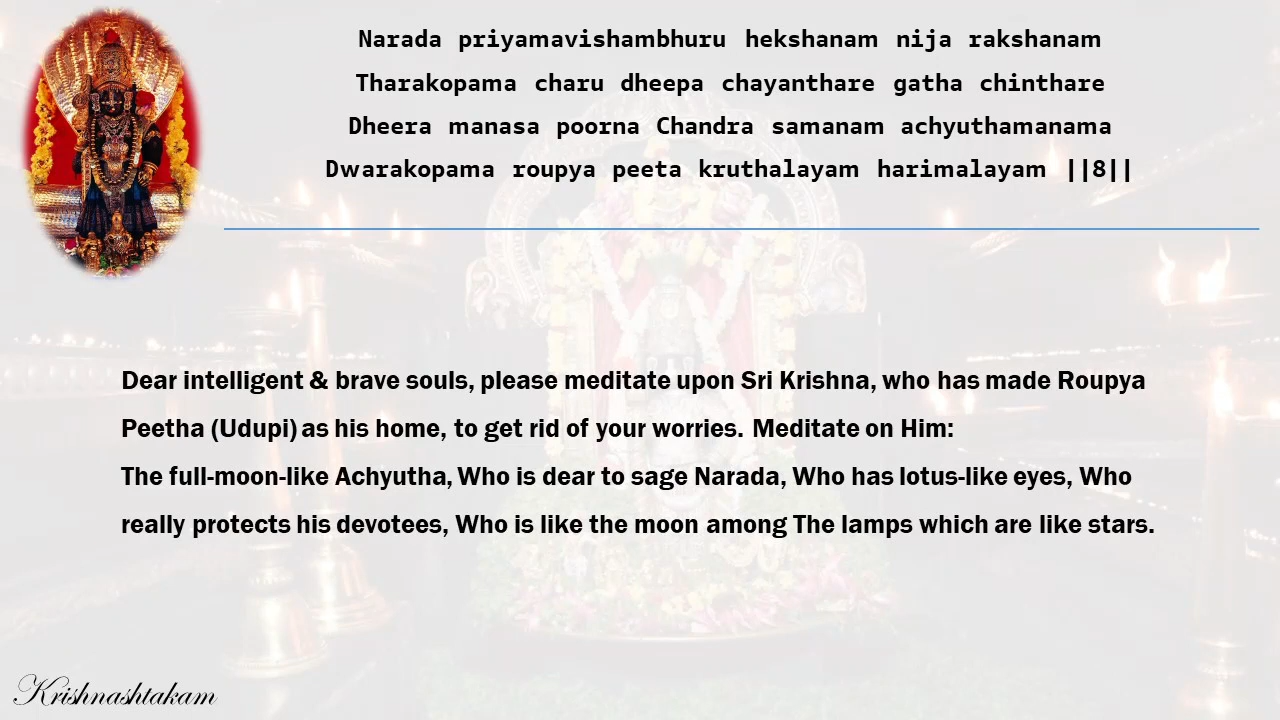 Narada priyamavishambhuru hekshanam nija rakshanam
Tharakopama charu dheepa chayanthare gatha chinthare
Dheera manasa poorna Chandra samanam achyuthamanama
Dwarakopama roupya peeta kruthalayam harimalayam ||8||
Dear intelligent & brave souls, please meditate upon Sri Krishna, who has made Roupya
Peetha (Udupi) as his home, to get rid of your worries. Meditate on Him:
The full-moon-like Achyutha, Who is dear to sage Narada, Who has lotus-like eyes, Who
really protects his devotees, Who is like the moon among The lamps which are like stars.
Krishnashtakam